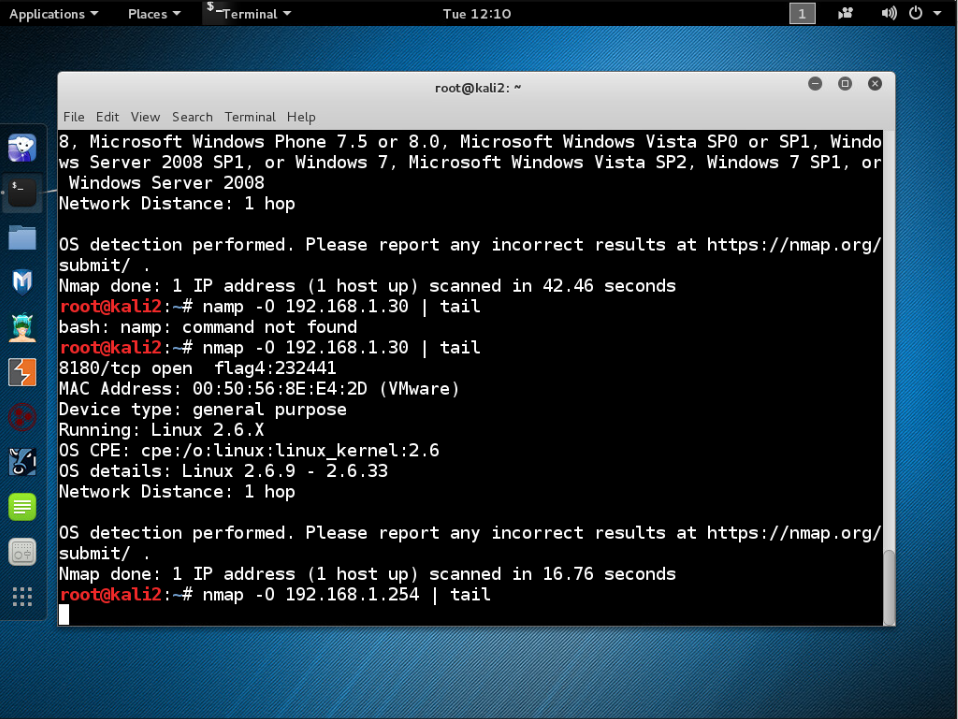 Applications Places Terminal Tue 12:10 1
root@kali2: ~
File Edit View Search Terminal Help
8, Microsoft Windows Phone 7.5 or 8.0, Microsoft Windows Vista SP0 or SP1, Windo
ws Server 2008 SP1, or Windows 7, Microsoft Windows Vista SP2, Windows 7 SP1, or
 Windows Server 2008
Network Distance: 1 hop
OS detection performed. Please report any incorrect results at https://nmap.org/
submit/ .
Nmap done: 1 IP address (1 host up) scanned in 42.46 seconds
root@kali2:~# namp -O 192.168.1.30 | tail
bash: namp: command not found
root@kali2:~# nmap -O 192.168.1.30 | tail
8180/tcp open  flag4:232441
MAC Address: 00:50:56:8E:E4:2D (VMware)
Device type: general purpose
Running: Linux 2.6.X
OS CPE: cpe:/o:linux:linux_kernel:2.6
OS details: Linux 2.6.9 - 2.6.33
Network Distance: 1 hop
OS detection performed. Please report any incorrect results at https://nmap.org/
submit/ .
Nmap done: 1 IP address (1 host up) scanned in 16.76 seconds
root@kali2:~# nmap -O 192.168.1.254 | tail